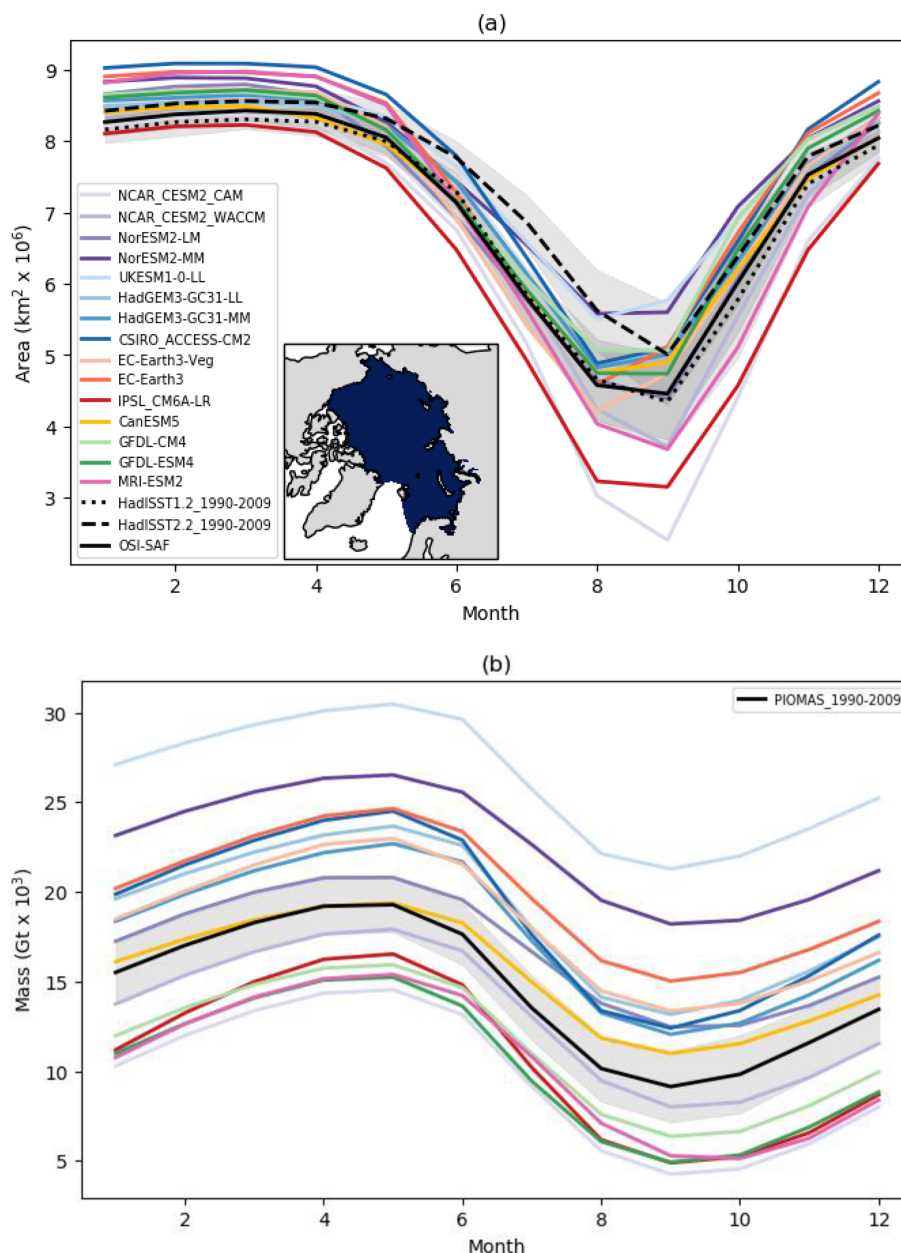 (a)
9
8
7
6
5
4
3
Area (km² x 10⁶)
NCAR_CESM2_CAM
NCAR_CESM2_WACCM
NorESM2-LM
NorESM2-MM
UKESM1-0-LL
HadGEM3-GC31-LL
HadGEM3-GC31-MM
CSIRO_ACCESS-CM2
EC-Earth3-Veg
EC-Earth3
IPSL_CM6A-LR
CanESM5
GFDL-CM4
GFDL-ESM4
MRI-ESM2
HadISST1.2_1990-2009
HadISST2.2_1990-2009
OSI-SAF
2 4 6 8 10 12
Month
(b)
PIOMAS_1990-2009
30
25
20
15
10
5
Mass (Gt x 10³)
2 4 6 8 10 12
Month